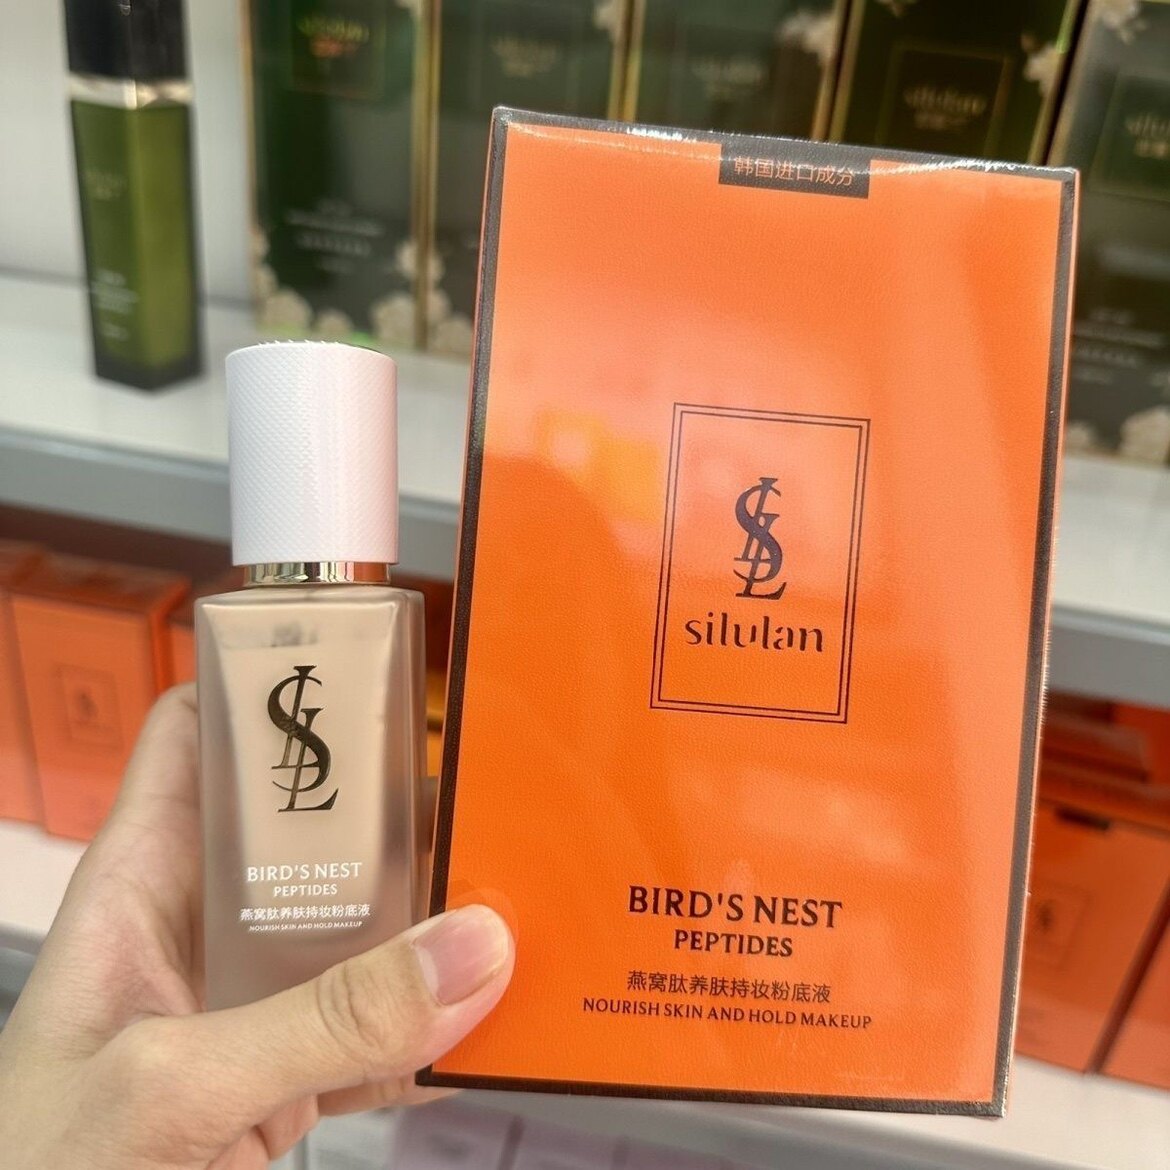 韩国进口成分
SL
silulan
BIRD'S NEST
PEPTIDES
燕窝肽养肤持妆粉底液
NOURISH SKIN AND HOLD MAKEUP
SL
BIRD'S NEST
PEPTIDES
燕窝肽养肤持妆粉底液
NOURISH SKIN AND HOLD MAKEUP
silulan